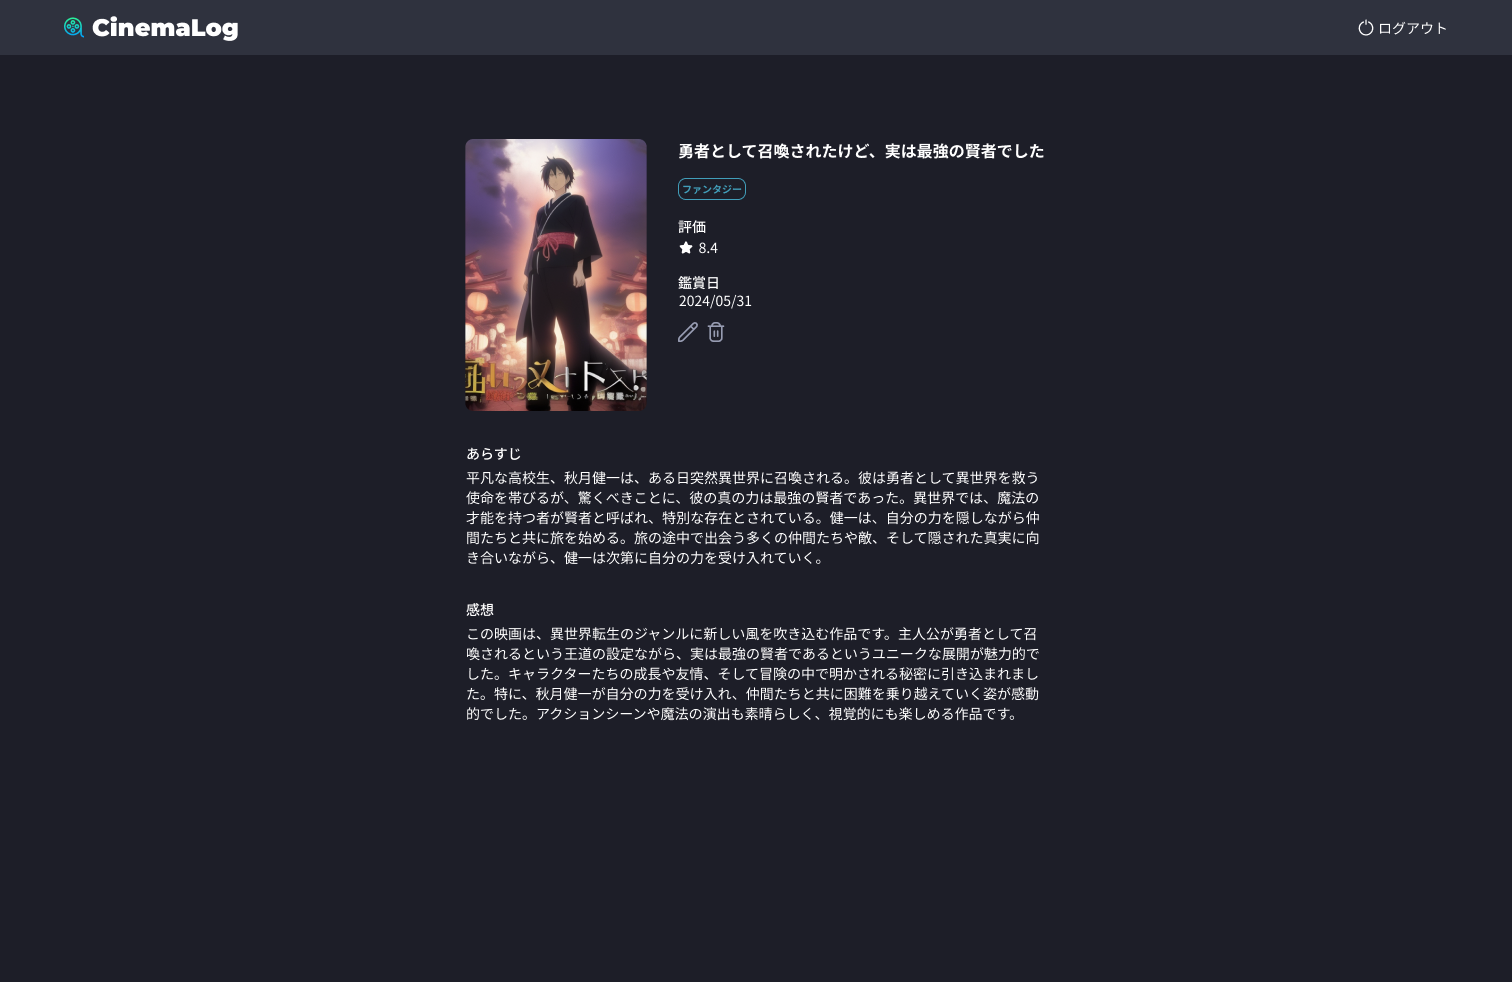 CinemaLog
ログアウト
勇者として召喚されたけど、実は最強の賢者でした
ファンタジー
評価
8.4
鑑賞日
2024/05/31
あらすじ
平凡な高校生、秋月健一は、ある日突然異世界に召喚される。彼は勇者として異世界を救う
使命を帯びるが、驚くべきことに、彼の真の力は最強の賢者であった。異世界では、魔法の
才能を持つ者が賢者と呼ばれ、特別な存在とされている。健一は、自分の力を隠しながら仲
間たちと共に旅を始める。旅の途中で出会う多くの仲間たちや敵、そして隠された真実に向
き合いながら、健一は次第に自分の力を受け入れていく。
感想
この映画は、異世界転生のジャンルに新しい風を吹き込む作品です。主人公が勇者として召
喚されるという王道の設定ながら、実は最強の賢者であるというユニークな展開が魅力的で
した。キャラクターたちの成長や友情、そして冒険の中で明かされる秘密に引き込まれまし
た。特に、秋月健一が自分の力を受け入れ、仲間たちと共に困難を乗り越えていく姿が感動
的でした。アクションシーンや魔法の演出も素晴らしく、視覚的にも楽しめる作品です。